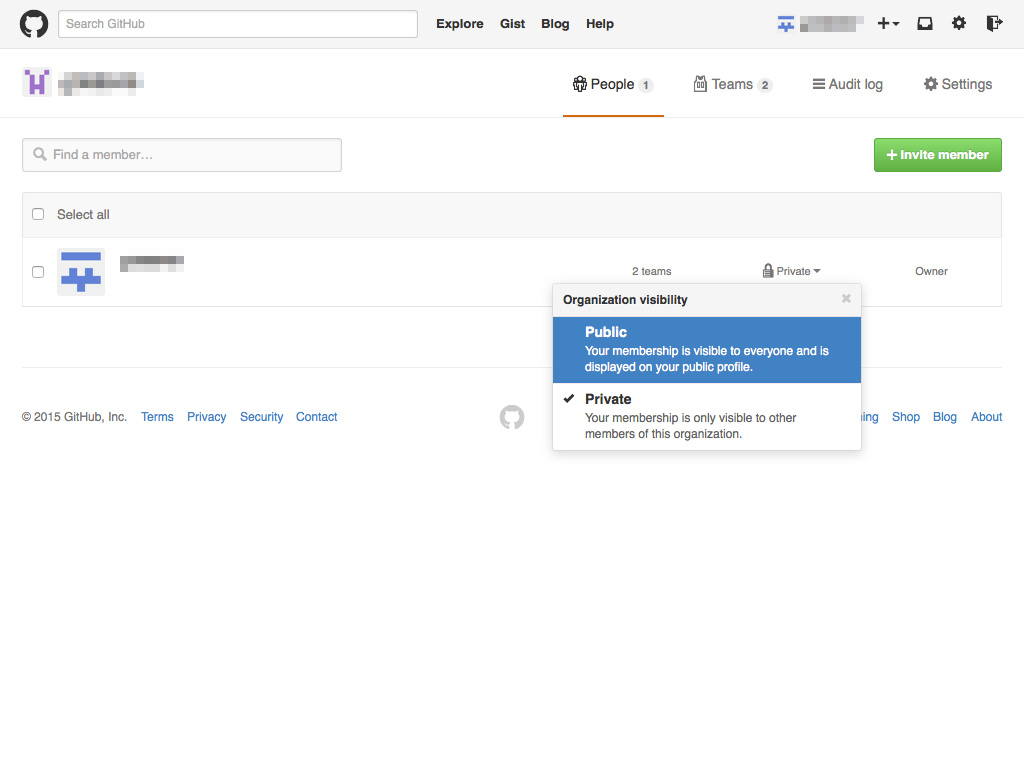 Search GitHub
Explore Gist Blog Help
People 1 Teams 2 Audit log Settings
Find a member…
Invite member
Select all
2 teams Private Owner
Organization visibility
Public
Your membership is visible to everyone and is
displayed on your public profile.
Private
Your membership is only visible to other
members of this organization.
© 2015 GitHub, Inc. Terms Privacy Security Contact
Shop Blog About